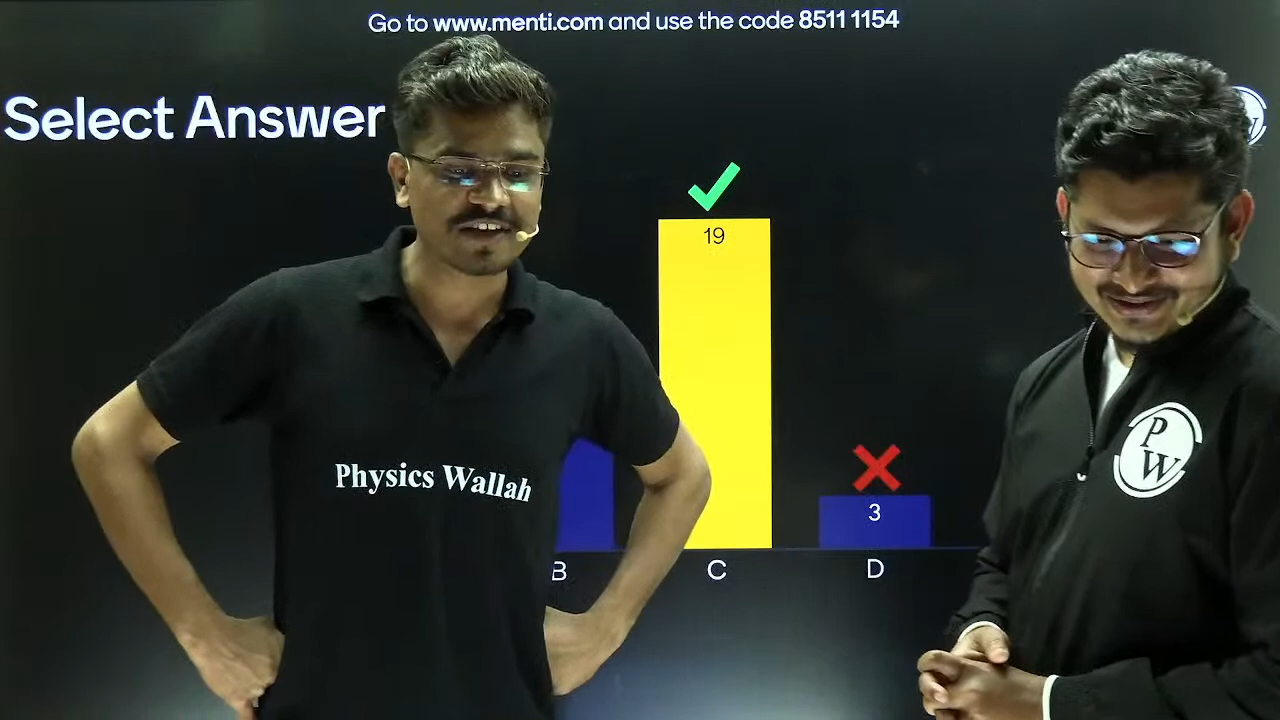 Go to www.menti.com and use the code 8511 1154
Select Answer
19
3
B
C
D
Physics Wallah
P
W